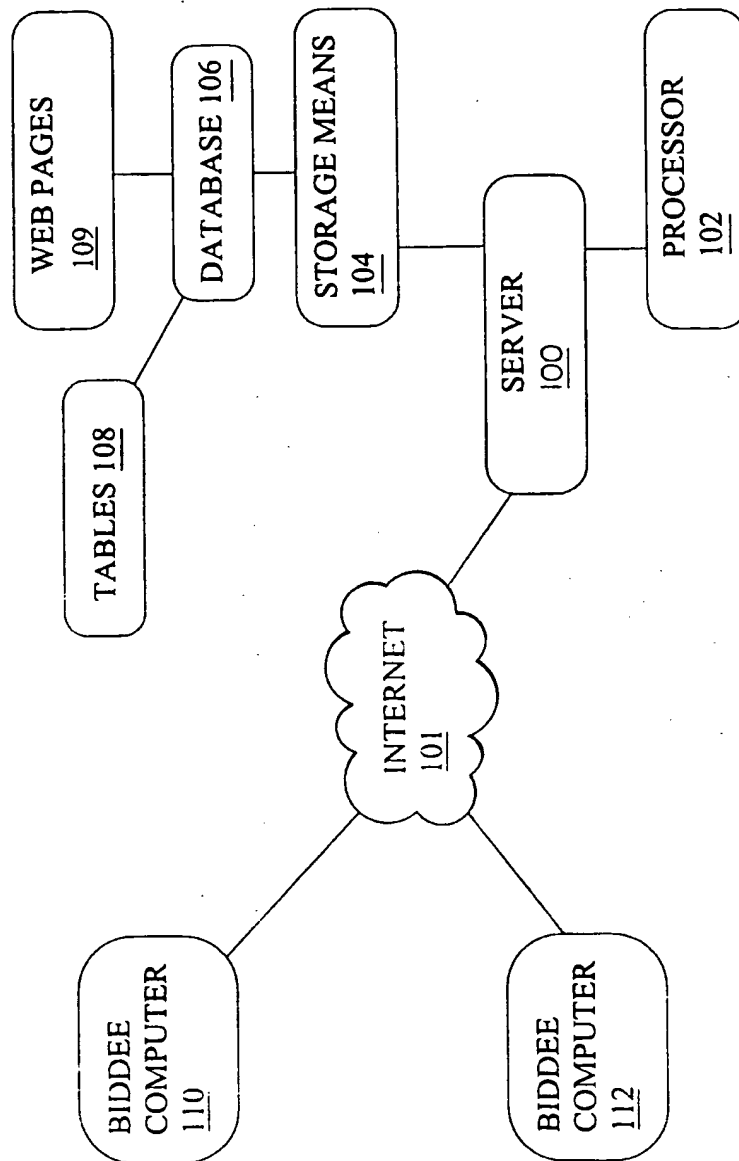 BIDDEE
COMPUTER
110
BIDDEE
COMPUTER
112
INTERNET
101
TABLES 108
SERVER
100
WEB PAGES
109
DATABASE 106
STORAGE MEANS
104
PROCESSOR
102